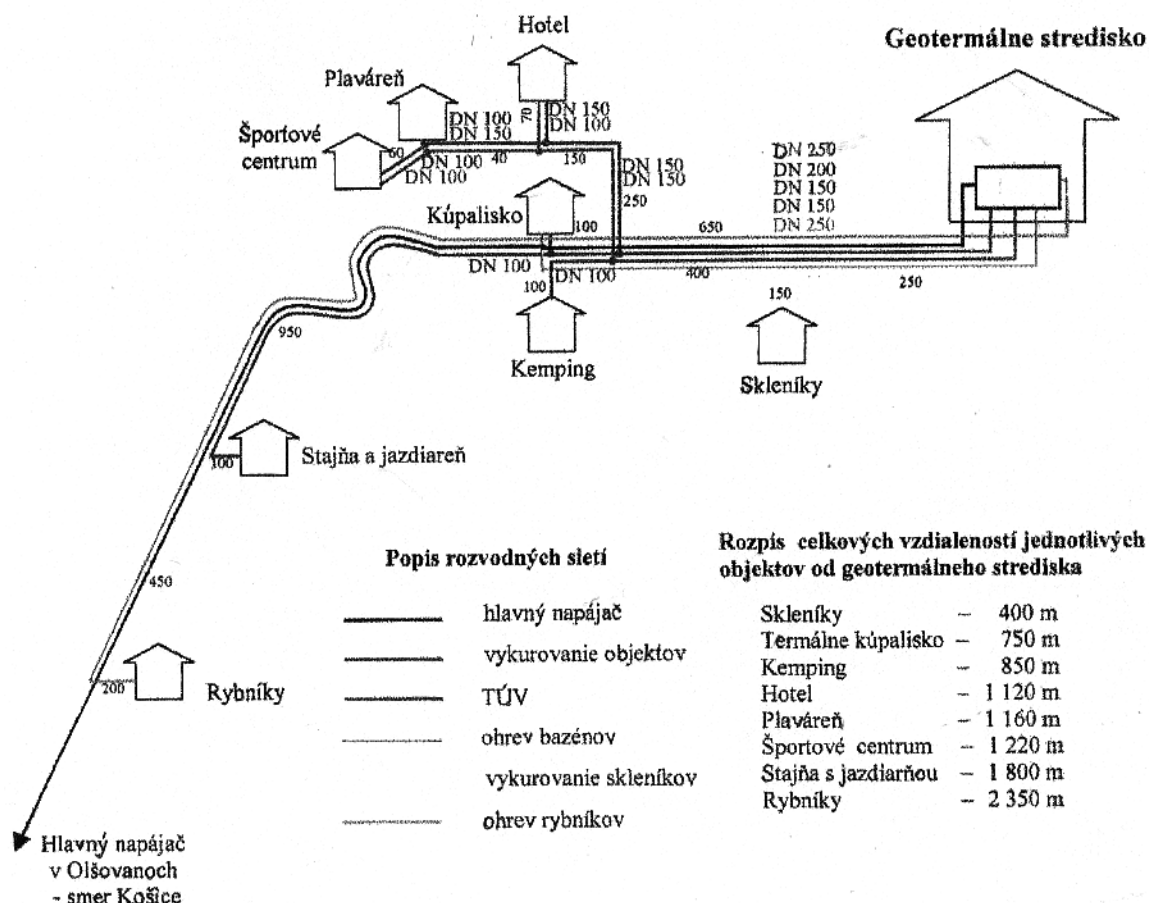 Hotel
Geotermálne stredisko
Plaváreň
Športové
centrum
DN 100
DN 150
70
DN 150
DN 100
60
DN 100
DN 100
40
150
DN 150
DN 150
250
DN 250
DN 200
DN 150
DN 150
DN 250
Kúpalisko
100
650
DN 100
DN 100
100
400
250
150
950
Kemping
Skleníky
100
Stajňa a jazdiareň
450
200
Rybníky
Popis rozvodných sietí
hlavný napájač
vykurovanie objektov
TÚV
ohrev bazénov
vykurovanie skleníkov
ohrev rybníkov
Rozpis celkových vzdialeností jednotlivých
objektov od geotermálneho strediska
Skleníky – 400 m
Termálne kúpalisko – 750 m
Kemping – 850 m
Hotel – 1 120 m
Plaváreň – 1 160 m
Športové centrum – 1 220 m
Stajňa s jazdiarňou – 1 800 m
Rybníky – 2 350 m
Hlavný napájač
v Olšovanoch
- smer Košice